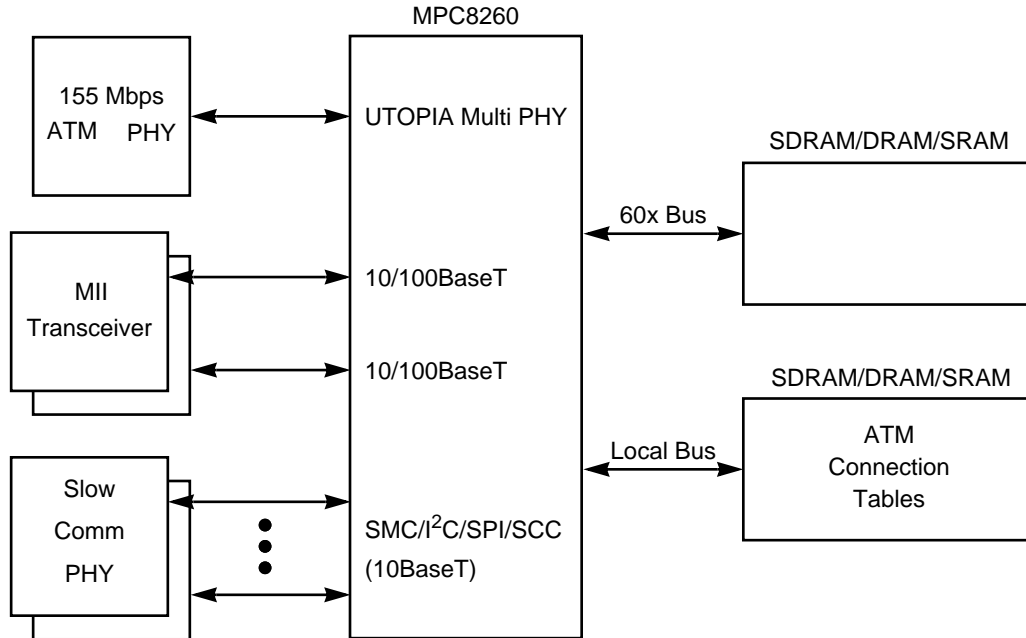 MPC8260
155 Mbps
ATM PHY
UTOPIA Multi PHY
SDRAM/DRAM/SRAM
60x Bus
MII
Transceiver
10/100BaseT
10/100BaseT
SDRAM/DRAM/SRAM
Local Bus
ATM
Connection
Tables
Slow
Comm
PHY
SMC/I²C/SPI/SCC
(10BaseT)